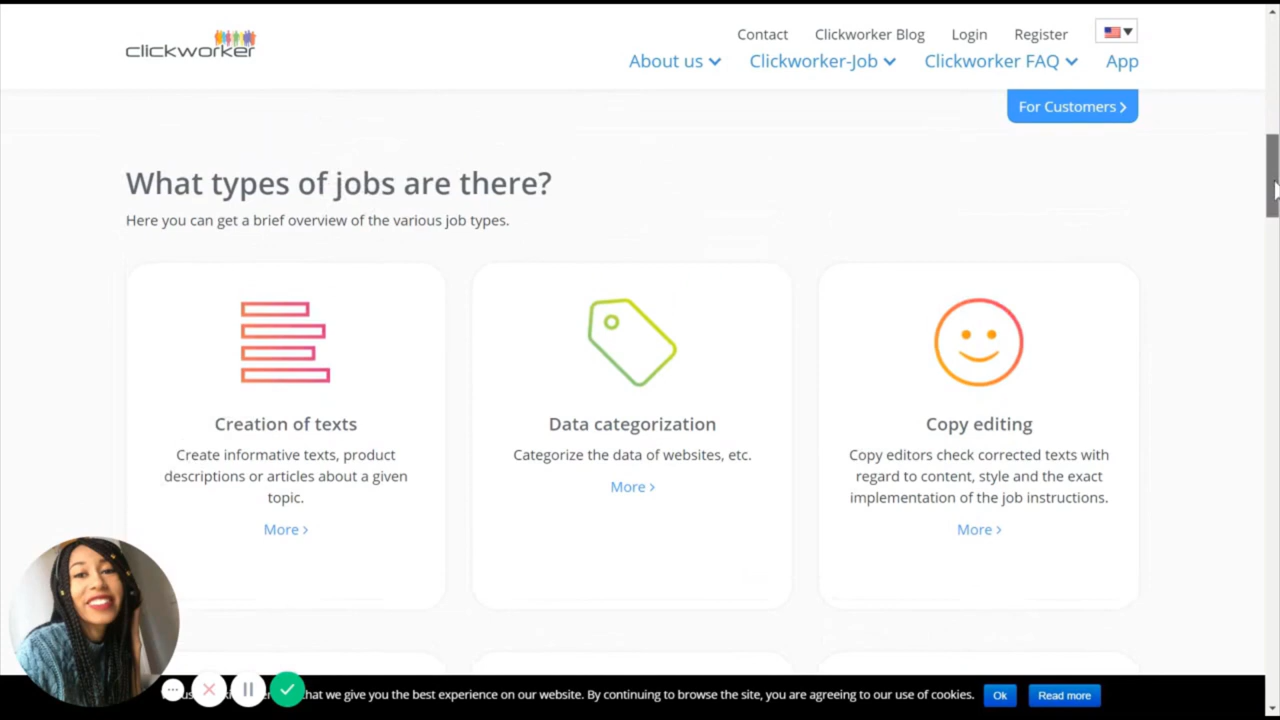 clickworker
Contact
Clickworker Blog
Login
Register
About us
Clickworker-Job
Clickworker FAQ
App
For Customers
What types of jobs are there?
Here you can get a brief overview of the various job types.
Creation of texts
Create informative texts, product
descriptions or articles about a given
topic.
More
Data categorization
Categorize the data of websites, etc.
More
Copy editing
Copy editors check corrected texts with
regard to content, style and the exact
implementation of the job instructions.
More
that we give you the best experience on our website. By continuing to browse the site, you are agreeing to our use of cookies.
Ok
Read more